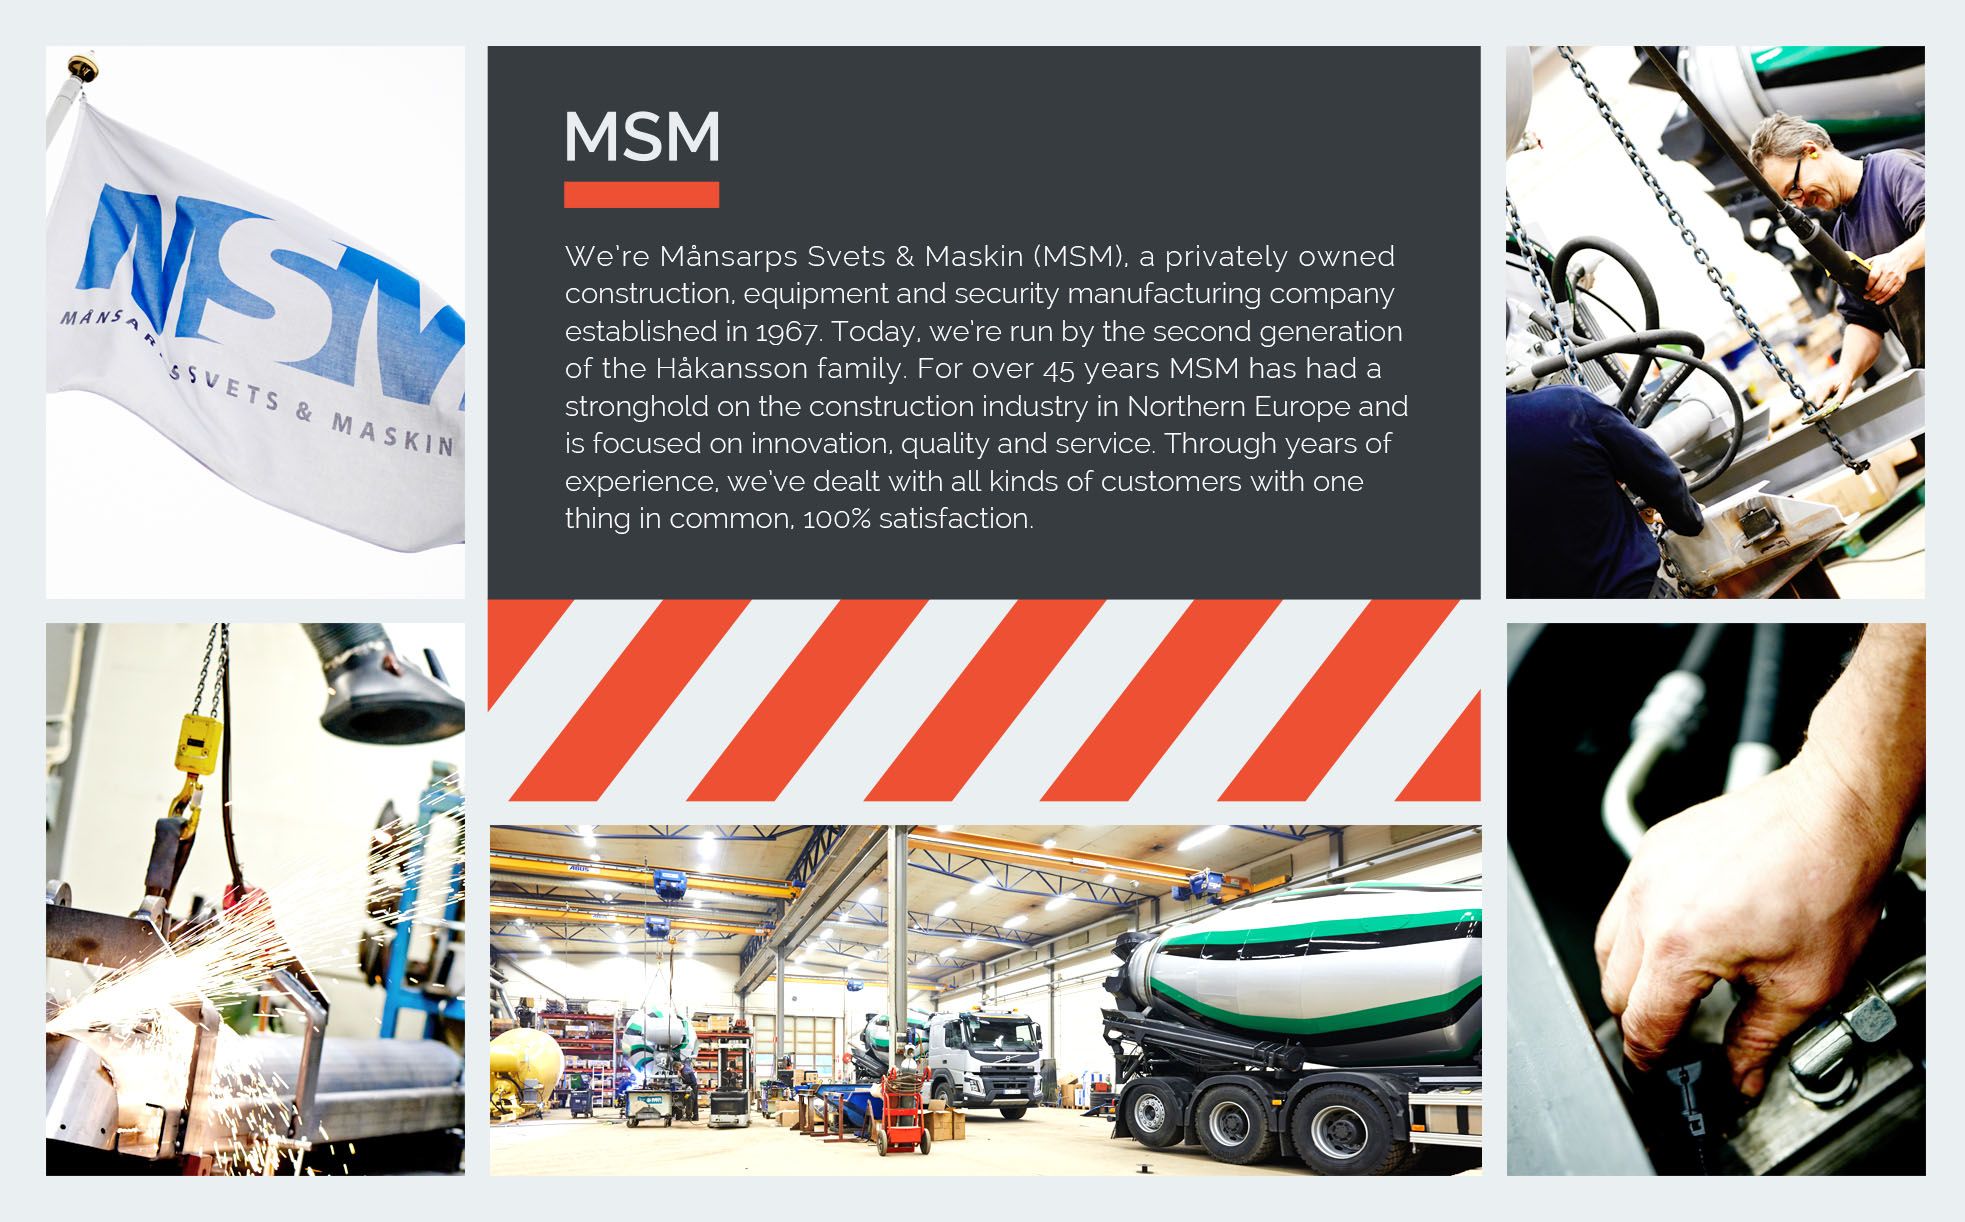 MSM
MÅNSARPS SVETS & MASKIN
MSM
We're Månsarps Svets & Maskin (MSM), a privately owned
construction, equipment and security manufacturing company
established in 1967. Today, we're run by the second generation
of the Håkansson family. For over 45 years MSM has had a
stronghold on the construction industry in Northern Europe and
is focused on innovation, quality and service. Through years of
experience, we've dealt with all kinds of customers with one
thing in common, 100% satisfaction.
ABUS